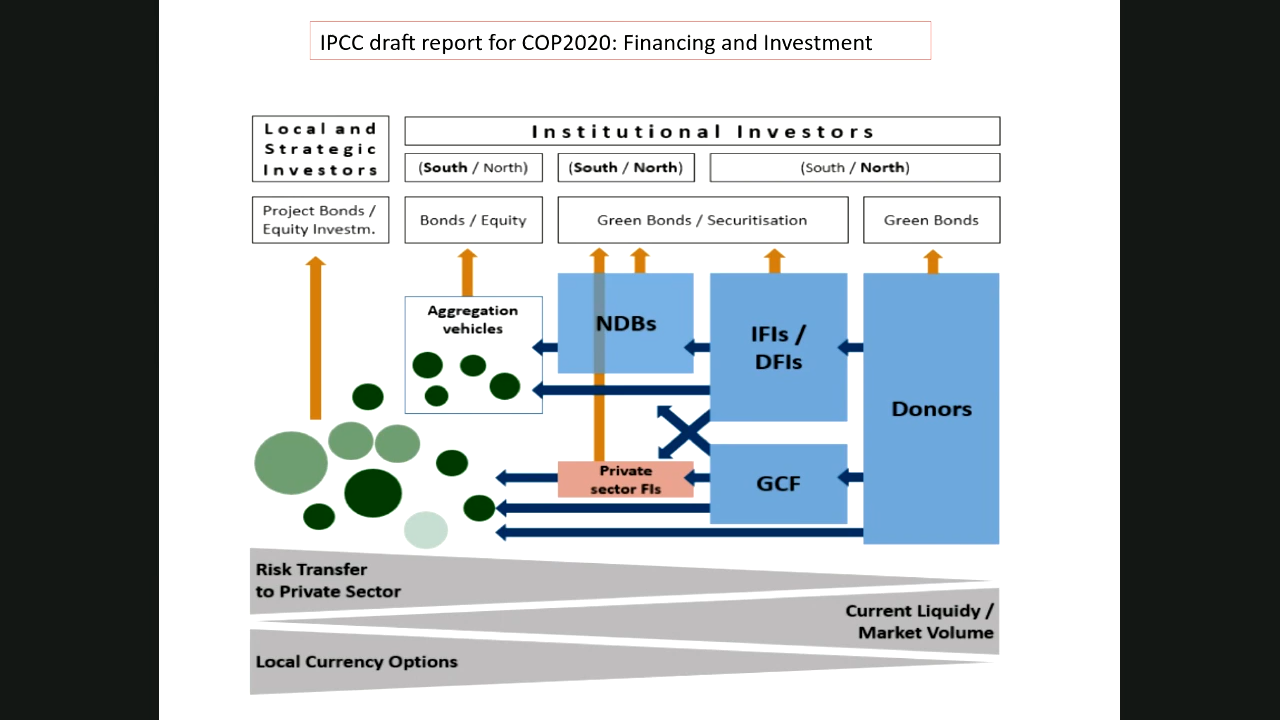 IPCC draft report for COP2020: Financing and Investment
Local and
Strategic
Investors
Institutional Investors
(South / North)
(South / North)
(South / North)
Project Bonds /
Equity Investm.
Bonds / Equity
Green Bonds / Securitisation
Green Bonds
Aggregation
vehicles
NDBs
IFIs /
DFIs
Donors
Private
sector FIs
GCF
Risk Transfer
to Private Sector
Current Liquidy /
Market Volume
Local Currency Options